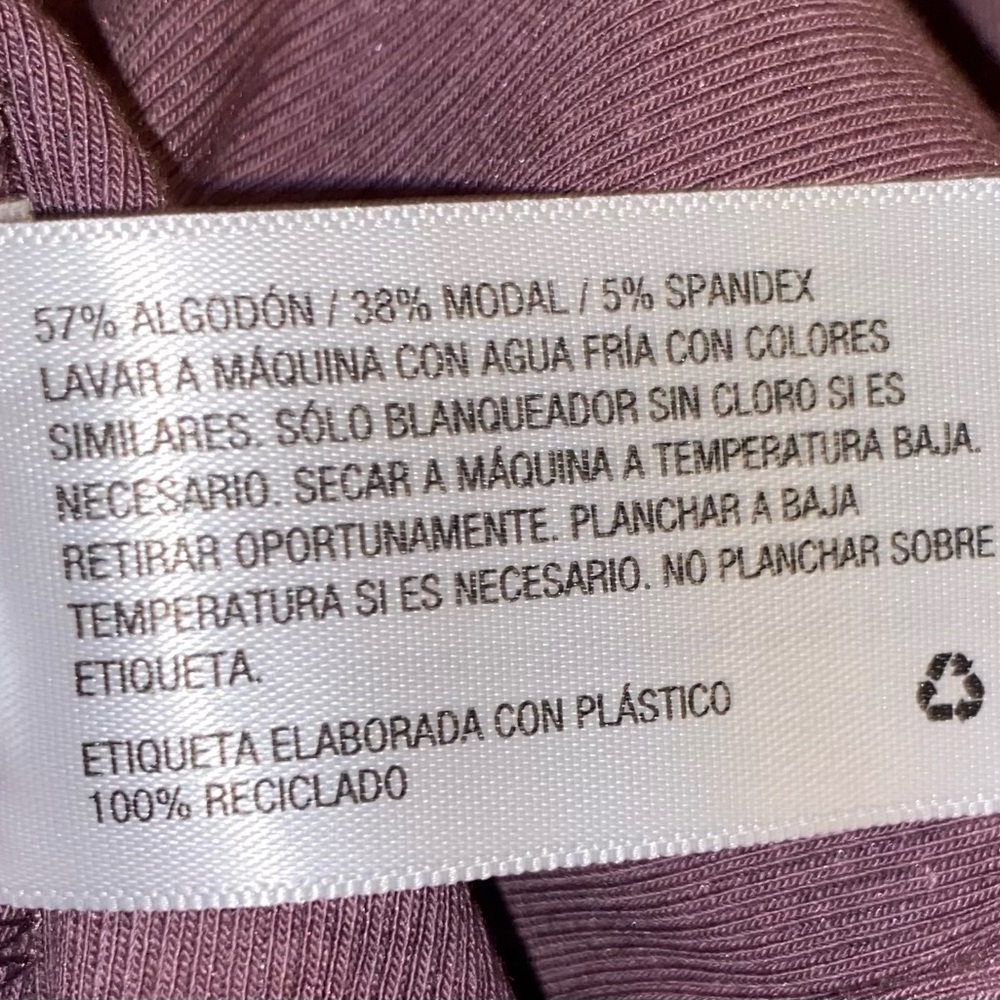 57% ALGODÓN / 38% MODAL / 5% SPANDEX
LAVAR A MÁQUINA CON AGUA FRÍA CON COLORES
SIMILARES. SÓLO BLANQUEADOR SIN CLORO SI ES
NECESARIO. SECAR A MÁQUINA A TEMPERATURA BAJA.
RETIRAR OPORTUNAMENTE. PLANCHAR A BAJA
TEMPERATURA SI ES NECESARIO. NO PLANCHAR SOBRE
ETIQUETA.
ETIQUETA ELABORADA CON PLÁSTICO
100% RECICLADO